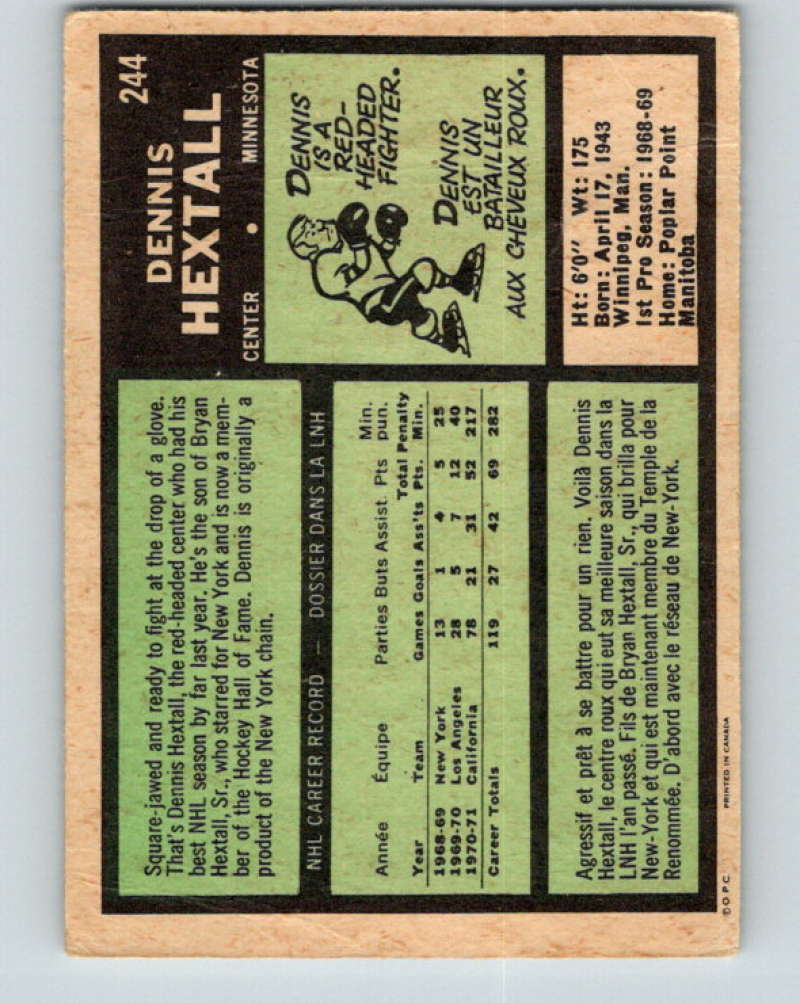 244
DENNIS
HEXTALL
CENTER • MINNESOTA
Square-jawed and ready to fight at the drop of a glove.
That's Dennis Hextall, the red-headed center who had his
best NHL season by far last year. He's the son of Bryan
Hextall, Sr., who starred for New York and is now a mem-
ber of the Hockey Hall of Fame. Dennis is originally a
product of the New York chain.
DENNIS
IS A
RED-
HEADED
FIGHTER.
DENNIS
EST UN
BATAILLEUR
AUX CHEVEUX ROUX.
NHL CAREER RECORD — DOSSIER DANS LA LNH
Année Équipe Parties Buts Assist Pts Min. pun.
Year Team Games Goals Ass'ts Total Pts. Penalty Min.
1968-69 New York 13 1 4 5 25
1969-70 Los Angeles 28 5 7 12 40
1970-71 California 78 21 31 52 217
Career Totals 119 27 42 69 282
Ht: 6'0" Wt: 175
Born: April 17, 1943
Winnipeg, Man.
1st Pro Season: 1968-69
Home: Poplar Point
Manitoba
Agressif et prêt à se battre pour un rien. Voilà Dennis
Hextall, le centre roux qui eut sa meilleure saison dans la
LNH l'an passé. Fils de Bryan Hextall, Sr., qui brilla pour
New-York et qui est maintenant membre du Temple de la
Renommée. D'abord avec le réseau de New-York.
© O.P.C. PRINTED IN CANADA